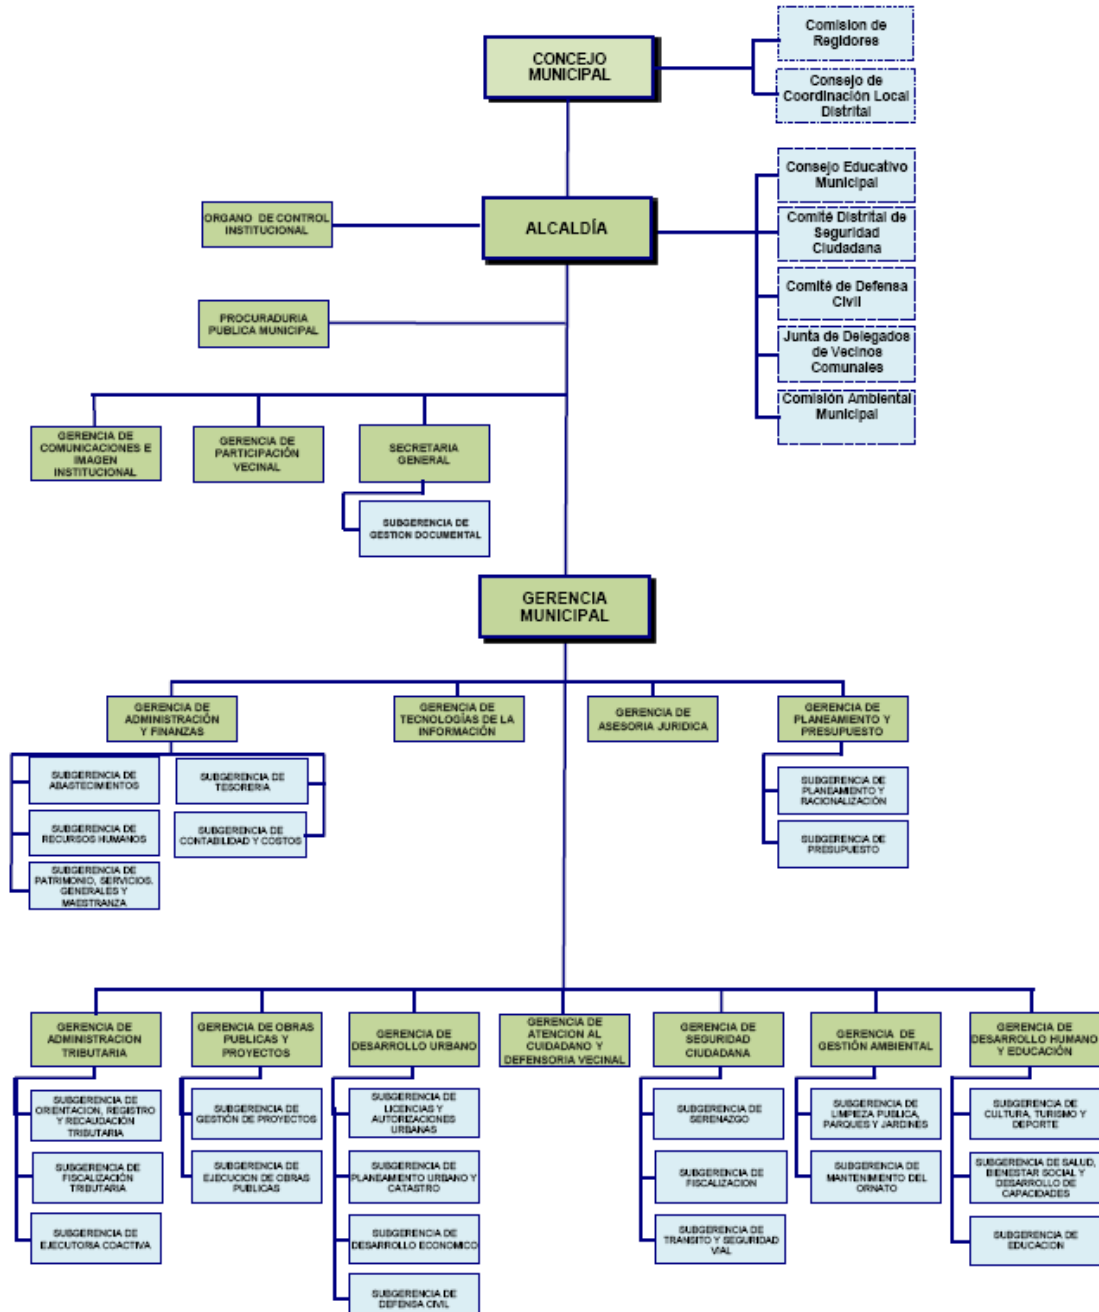 Comision de
Regidores
CONCEJO
MUNICIPAL
Consejo de
Coordinación Local
Distrital
Consejo Educativo
Municipal
ORGANO DE CONTROL
INSTITUCIONAL
ALCALDÍA
Comité Distrital de
Seguridad
Ciudadana
Comité de Defensa
Civil
PROCURADURIA
PUBLICA MUNICIPAL
Junta de Delegados
de Vecinos
Comunales
Comisión Ambiental
Municipal
GERENCIA DE
COMUNICACIONES E
IMAGEN
INSTITUCIONAL
GERENCIA DE
PARTICIPACIÓN
VECINAL
SECRETARIA
GENERAL
SUBGERENCIA DE
GESTION DOCUMENTAL
GERENCIA
MUNICIPAL
GERENCIA DE
ADMINISTRACIÓN
Y FINANZAS
GERENCIA DE
TECNOLOGÍAS DE LA
INFORMACIÓN
GERENCIA DE
ASESORIA JURIDICA
GERENCIA DE
PLANEAMIENTO Y
PRESUPUESTO
SUBGERENCIA DE
ABASTECIMIENTOS
SUBGERENCIA DE
TESORERIA
SUBGERENCIA DE
PLANEAMIENTO Y
RACIONALIZACIÓN
SUBGERENCIA DE
RECURSOS HUMANOS
SUBGERENCIA DE
CONTABILIDAD Y COSTOS
SUBGERENCIA DE
PRESUPUESTO
SUBGERENCIA DE
PATRIMONIO, SERVICIOS.
GENERALES Y
MAESTRANZA
GERENCIA DE
ADMINISTRACION
TRIBUTARIA
GERENCIA DE OBRAS
PUBLICAS Y
PROYECTOS
GERENCIA DE
DESARROLLO URBANO
GERENCIA DE
ATENCION AL
CUIDADANO Y
DEFENSORIA VECINAL
GERENCIA DE
SEGURIDAD
CIUDADANA
GERENCIA DE
GESTIÓN AMBIENTAL
GERENCIA DE
DESARROLLO HUMANO
Y EDUCACIÓN
SUBGERENCIA DE
ORIENTACION, REGISTRO
Y RECAUDACIÓN
TRIBUTARIA
SUBGERENCIA DE
GESTIÓN DE PROYECTOS
SUBGERENCIA DE
LICENCIAS Y
AUTORIZACIONES
URBANAS
SUBGERENCIA DE
SERENAZGO
SUBGERENCIA DE
LIMPIEZA PUBLICA,
PARQUES Y JARDINES
SUBGERENCIA DE
CULTURA, TURISMO Y
DEPORTE
SUBGERENCIA DE
FISCALIZACIÓN
TRIBUTARIA
SUBGERENCIA DE
EJECUCION DE OBRAS
PUBLICAS
SUBGERENCIA DE
PLANEAMIENTO URBANO Y
CATASTRO
SUBGERENCIA DE
FISCALIZACION
SUBGERENCIA DE
MANTENIMIENTO DEL
ORNATO
SUBGERENCIA DE SALUD,
BIENESTAR SOCIAL Y
DESARROLLO DE
CAPACIDADES
SUBGERENCIA DE
EJECUTORIA COACTIVA
SUBGERENCIA DE
DESARROLLO ECONOMICO
SUBGERENCIA DE
TRANSITO Y SEGURIDAD
VIAL
SUBGERENCIA DE
EDUCACION
SUBGERENCIA DE
DEFENSA CIVIL